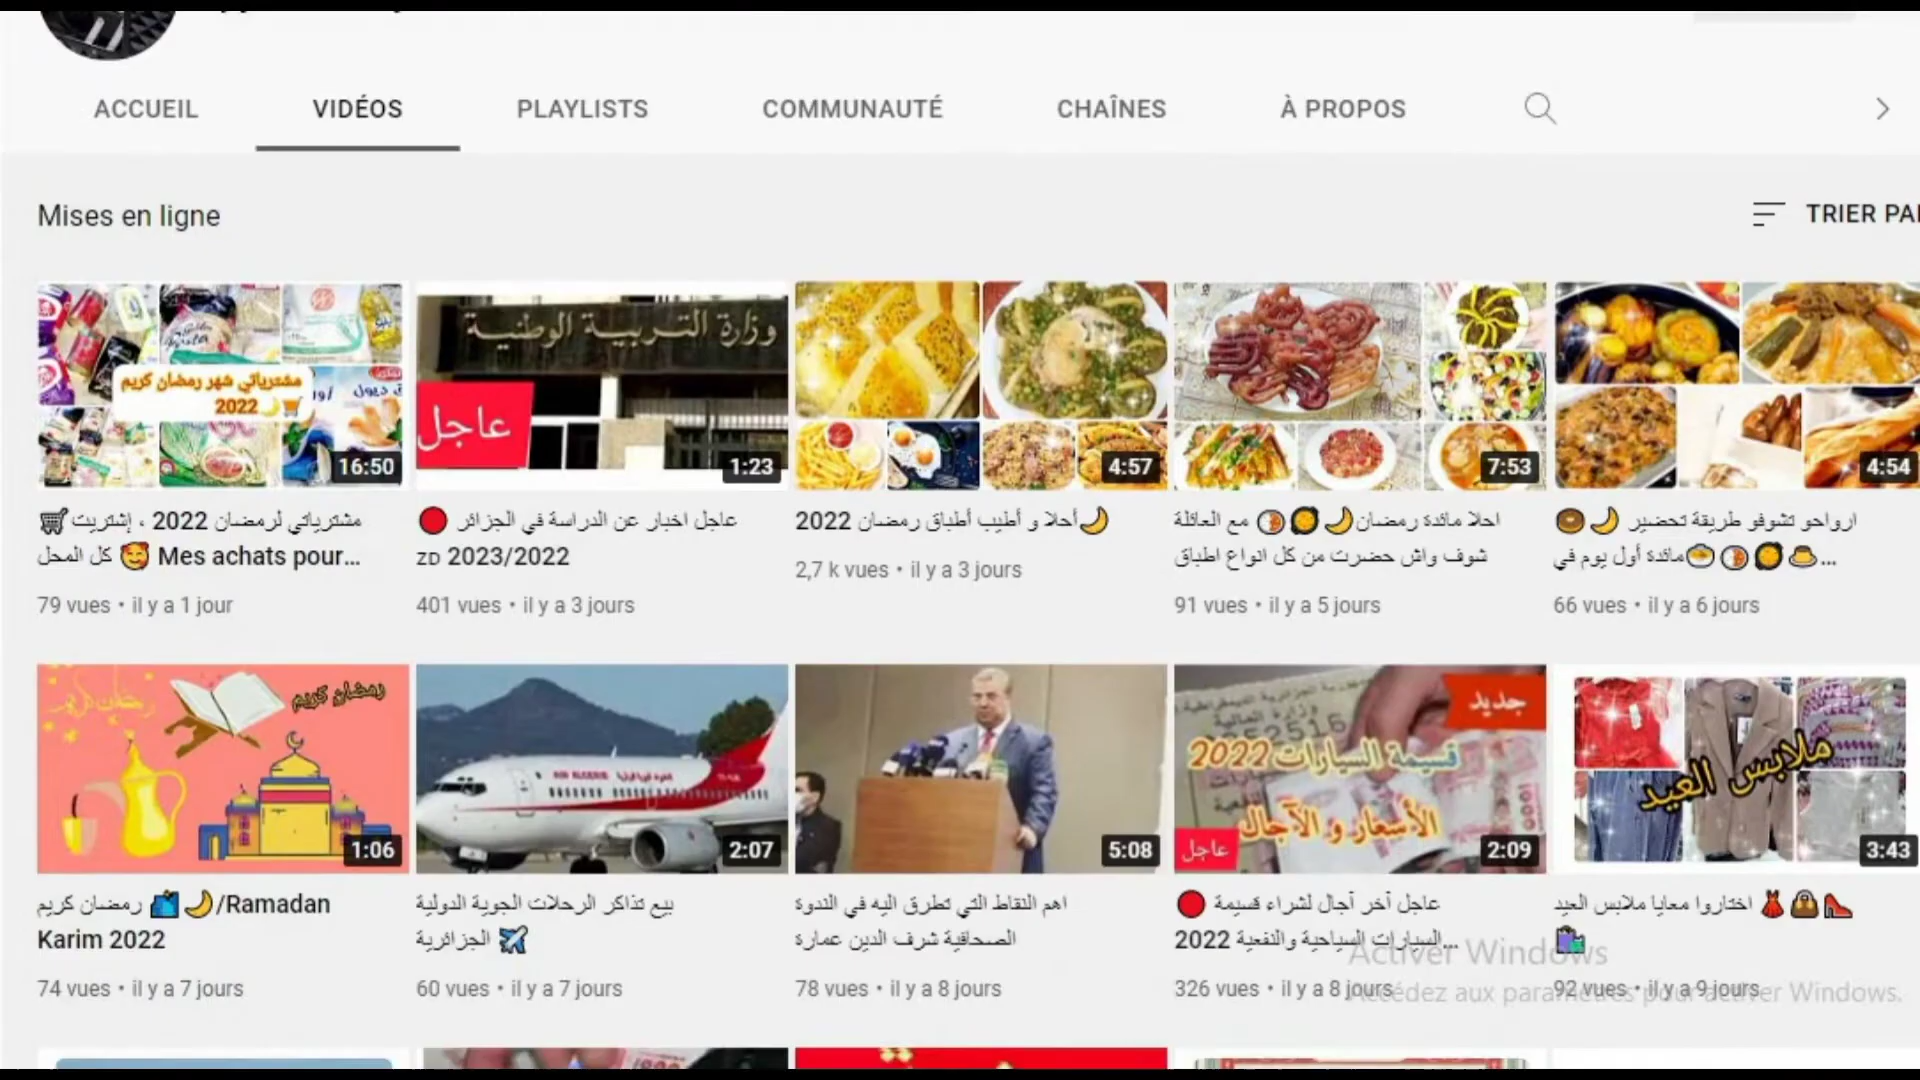 ACCUEIL
VIDÉOS
PLAYLISTS
COMMUNAUTÉ
CHAÎNES
À PROPOS
Mises en ligne
TRIER PA
مشترياتي شهر رمضان كريم
2022
16:50
وزارة التربية الوطنية
عاجل
1:23
4:57
7:53
4:54
مشترياتي لرمضان 2022 ، إشتريت
كل المحل 🥰 Mes achats pour...
79 vues • il y a 1 jour
🔴 عاجل اخبار عن الدراسة في الجزائر
2023/2022 ZD
401 vues • il y a 3 jours
🌙أحلا و أطيب أطباق رمضان 2022
2,7 k vues • il y a 3 jours
احلا مائدة رمضان🌙 مع العائلة
شوف واش حضرت من كل انواع اطباق
91 vues • il y a 5 jours
ارواحو تشوفو طريقة تحضير 🌙
مائدة أول يوم في...
66 vues • il y a 6 jours
رمضان كريم
رمضان كريم
1:06
AIR ALGERIE
2:07
5:08
جديد
قسيمة السيارات 2022
الأسعار و الآجال
عاجل
2:09
ملابس العيد
3:43
رمضان كريم 🌙/Ramadan
Karim 2022
74 vues • il y a 7 jours
بيع تذاكر الرحلات الجوية الدولية
الجزائرية ✈️
60 vues • il y a 7 jours
اهم النقاط التي تطرق اليه في الندوة
الصحافية شرف الدين عمارة
78 vues • il y a 8 jours
🔴 عاجل آخر آجال لشراء قسيمة
السيارات السياحية والنفعية 2022...
326 vues • il y a 8 jours
اختاروا معايا ملابس العيد 👗👜👠
🛍️
92 vues • il y a 9 jours
Activer Windows
Accédez aux paramètres pour activer Windows.